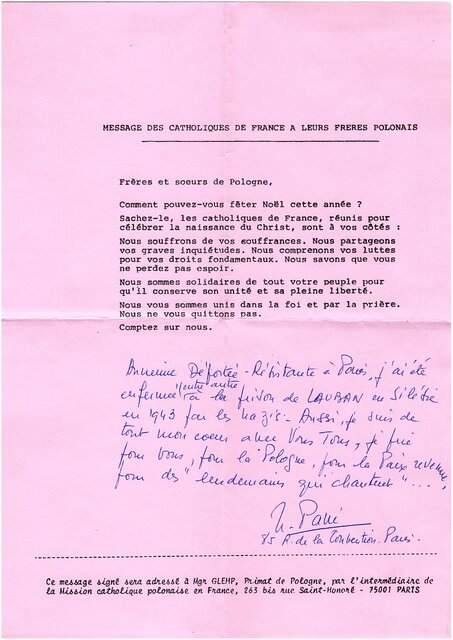 MESSAGE DES CATHOLIQUES DE FRANCE A LEURS FRERES POLONAIS
Frères et soeurs de Pologne,
Comment pouvez-vous fêter Noël cette année ?
Sachez-le, les catholiques de France, réunis pour
célébrer la naissance du Christ, sont à vos côtés :
Nous souffrons de vos souffrances. Nous partageons
vos graves inquiétudes. Nous comprenons vos luttes
pour vos droits fondamentaux. Nous savons que vous
ne perdez pas espoir.
Nous sommes solidaires de tout votre peuple pour
qu'il conserve son unité et sa pleine liberté.
Nous vous sommes unis dans la foi et par la prière.
Nous ne vous quittons pas.
Comptez sur nous.
Ancienne Déportée - Résistante à Paris, j'ai été
entre autre
enfermée à la prison de LAUBAN en Silésie
en 1943 par les nazis - Aussi, je suis de
tout mon coeur avec Vous Tous, je prie
pour Vous, pour la Pologne, pour la Paix revenue,
pour des "lendemains qui chantent"...
85 R. de la Convention. Paris.
Ce message signé sera adressé à Mgr GLEMP, Primat de Pologne, par l'intermédiaire de
la Mission catholique polonaise en France, 263 bis rue Saint-Honoré - 75001 PARIS